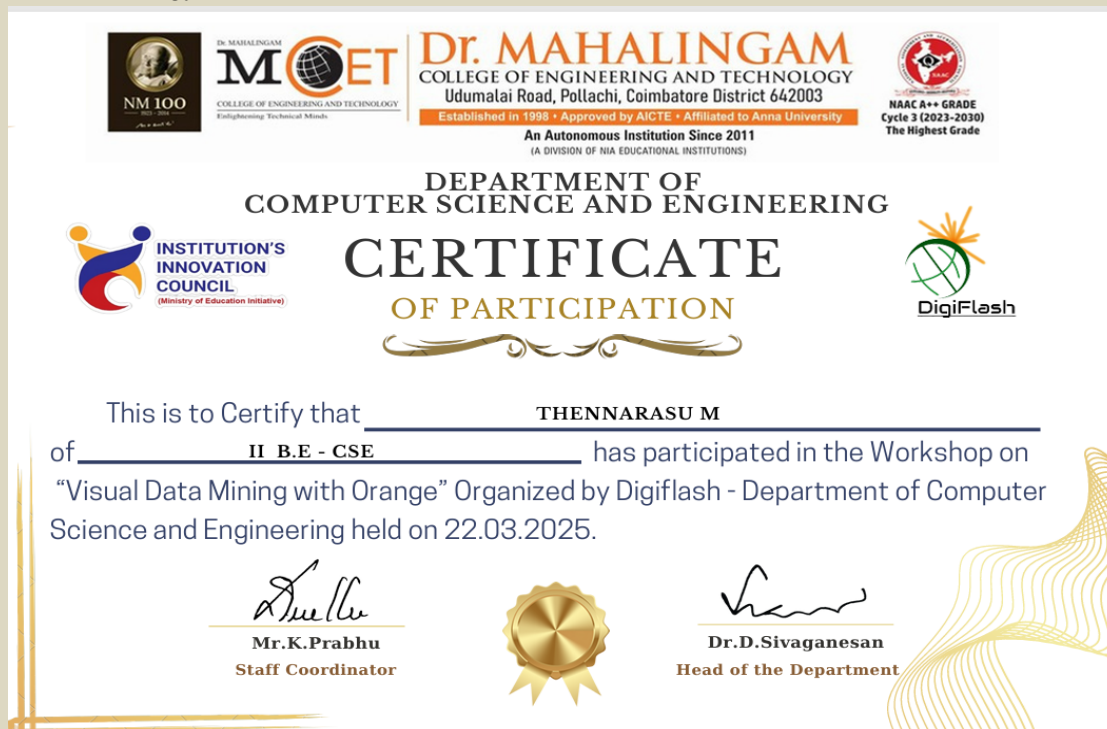 NM 100
1923 - 2014
Dr. MAHALINGAM
MCET
COLLEGE OF ENGINEERING AND TECHNOLOGY
Enlightening Technical Minds
Dr. MAHALINGAM
COLLEGE OF ENGINEERING AND TECHNOLOGY
Udumalai Road, Pollachi, Coimbatore District 642003
Established in 1998 • Approved by AICTE • Affiliated to Anna University
An Autonomous Institution Since 2011
(A DIVISION OF NIA EDUCATIONAL INSTITUTIONS)
NAAC
NAAC A++ GRADE
Cycle 3 (2023-2030)
The Highest Grade
DEPARTMENT OF
COMPUTER SCIENCE AND ENGINEERING
INSTITUTION'S
INNOVATION
COUNCIL
(Ministry of Education Initiative)
CERTIFICATE
OF PARTICIPATION
DigiFlash
This is to Certify that THENNARASU M
of II B.E - CSE has participated in the Workshop on
“Visual Data Mining with Orange” Organized by Digiflash - Department of Computer
Science and Engineering held on 22.03.2025.
Mr.K.Prabhu
Staff Coordinator
Dr.D.Sivaganesan
Head of the Department